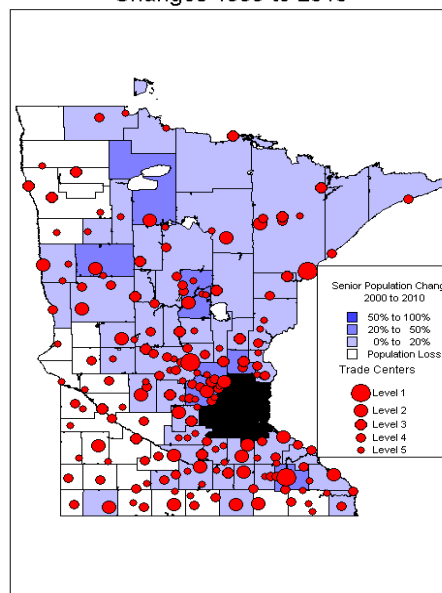 Changes 1999 to 2010
Senior Population Chang
2000 to 2010
50% to 100%
20% to 50%
0% to 20%
Population Loss
Trade Centers
Level 1
Level 2
Level 3
Level 4
Level 5